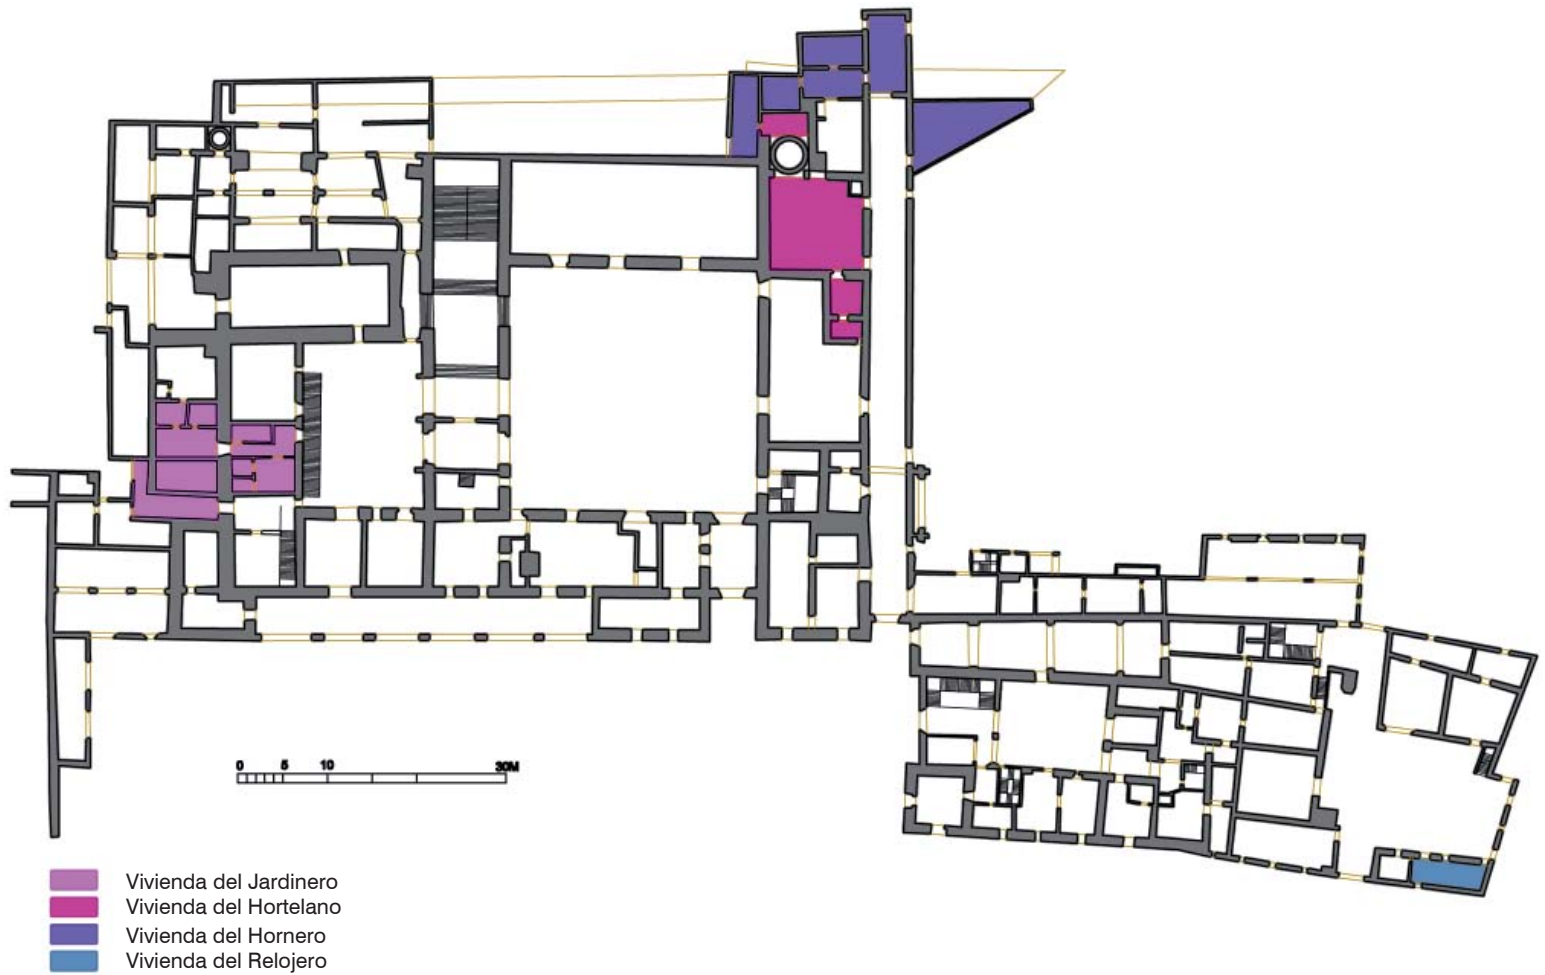 0 5 10 30M
Vivienda del Jardinero
Vivienda del Hortelano
Vivienda del Hornero
Vivienda del Relojero